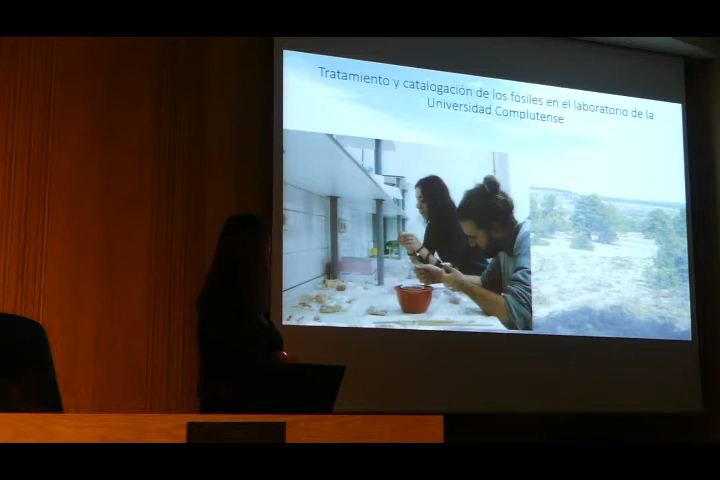 Tratamiento y catalogación de los fósiles en el laboratorio de la
Universidad Complutense